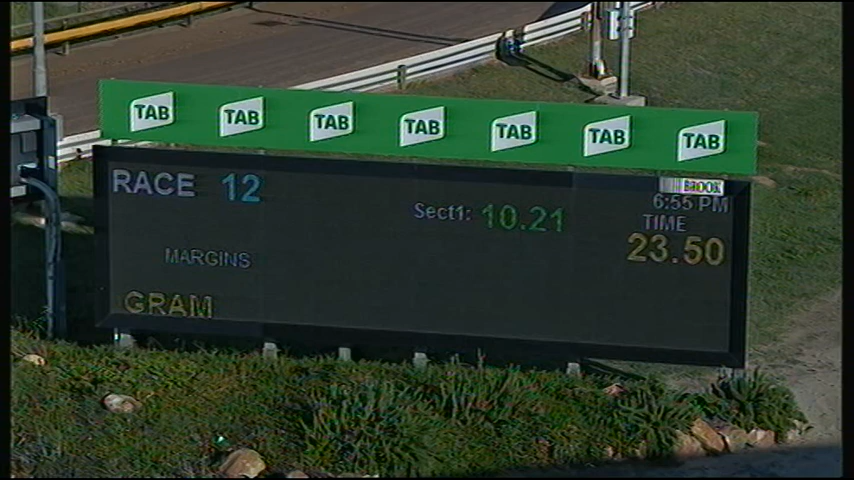 TAB TAB TAB TAB TAB TAB TAB
RACE 12
BROOK
6:55 PM
Sect1: 10.21
TIME
23.50
MARGINS
GRAM